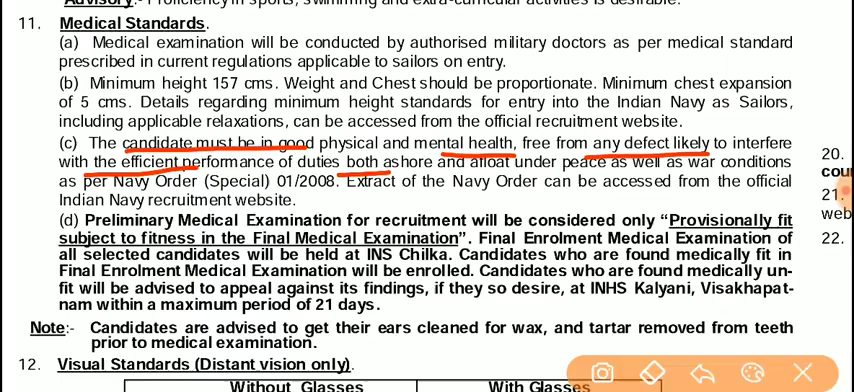 Advisory:- Proficiency in sports, swimming and extra-curricular activities is desirable.
11. Medical Standards.
(a) Medical examination will be conducted by authorised military doctors as per medical standard
prescribed in current regulations applicable to sailors on entry.
(b) Minimum height 157 cms. Weight and Chest should be proportionate. Minimum chest expansion
of 5 cms. Details regarding minimum height standards for entry into the Indian Navy as Sailors,
including applicable relaxations, can be accessed from the official recruitment website.
(c) The candidate must be in good physical and mental health, free from any defect likely to interfere
with the efficient performance of duties both ashore and afloat under peace as well as war conditions
as per Navy Order (Special) 01/2008. Extract of the Navy Order can be accessed from the official
Indian Navy recruitment website.
(d) Preliminary Medical Examination for recruitment will be considered only “Provisionally fit
subject to fitness in the Final Medical Examination”. Final Enrolment Medical Examination of
all selected candidates will be held at INS Chilka. Candidates who are found medically fit in
Final Enrolment Medical Examination will be enrolled. Candidates who are found medically un-
fit will be advised to appeal against its findings, if they so desire, at INHS Kalyani, Visakhapat-
nam within a maximum period of 21 days.
Note:- Candidates are advised to get their ears cleaned for wax, and tartar removed from teeth
prior to medical examination.
12. Visual Standards (Distant vision only).
Without Glasses With Glasses
20.
cou
21.
web
22.